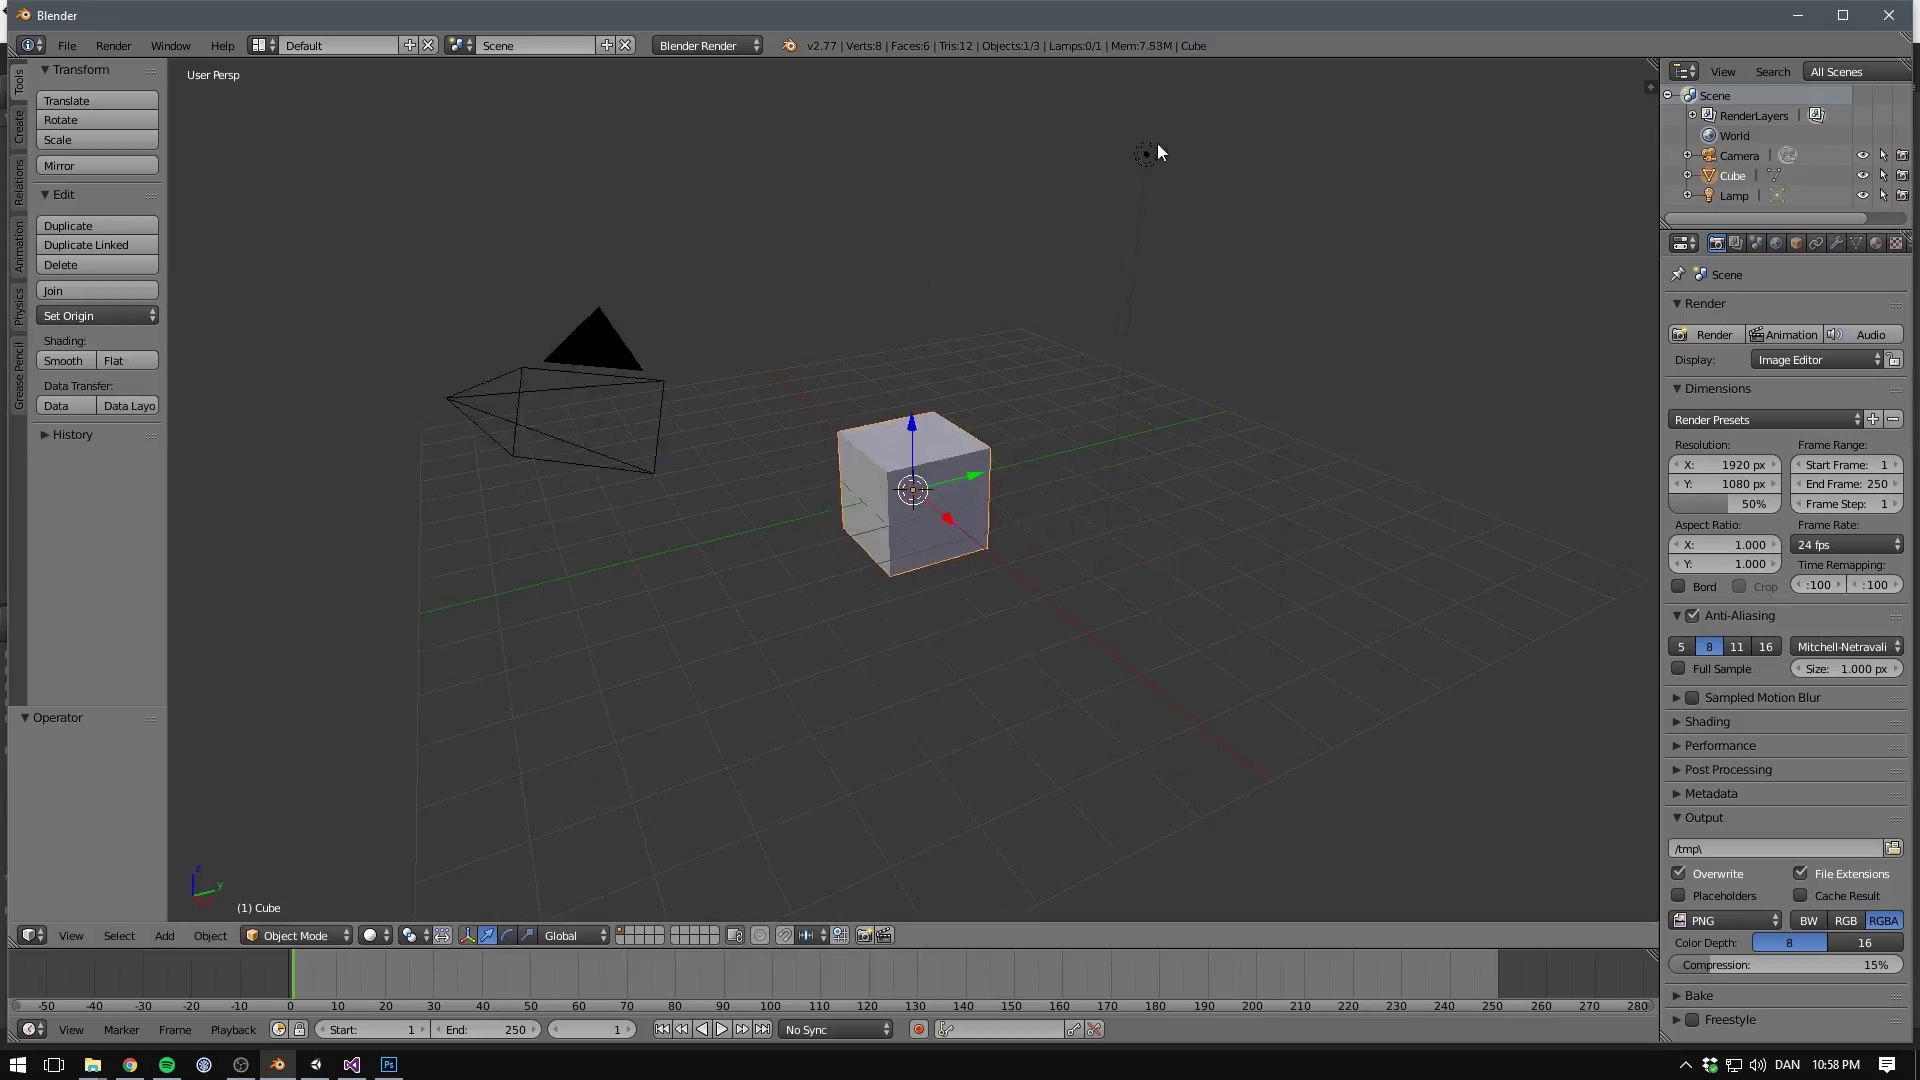 Blender
File Render Window Help Default Scene Blender Render v2.77 | Verts:8 | Faces:6 | Tris:12 | Objects:1/3 | Lamps:0/1 | Mem:7.53M | Cube
Tools
Create
Relations
Animation
Physics
Grease Pencil
Transform
Translate
Rotate
Scale
Mirror
Edit
Duplicate
Duplicate Linked
Delete
Join
Set Origin
Shading:
Smooth Flat
Data Transfer:
Data Data Layo
History
Operator
User Persp
z
y
(1) Cube
View Search All Scenes
Scene
RenderLayers |
World
Camera |
Cube |
Lamp |
Scene
Render
Render Animation Audio
Display: Image Editor
Dimensions
Render Presets
Resolution: Frame Range:
X: 1920 px Start Frame: 1
Y: 1080 px End Frame: 250
50% Frame Step: 1
Aspect Ratio: Frame Rate:
X: 1.000 24 fps
Y: 1.000 Time Remapping:
Bord Crop :100 :100
Anti-Aliasing
5 8 11 16 Mitchell-Netravali
Full Sample Size: 1.000 px
Sampled Motion Blur
Shading
Performance
Post Processing
Metadata
Output
/tmp\
Overwrite File Extensions
Placeholders Cache Result
PNG BW RGB RGBA
Color Depth: 8 16
Compression: 15%
Bake
Freestyle
View Select Add Object Object Mode Global
-50 -40 -30 -20 -10 0 10 20 30 40 50 60 70 80 90 100 110 120 130 140 150 160 170 180 190 200 210 220 230 240 250 260 270 280
View Marker Frame Playback Start: 1 End: 250 1 No Sync
Ps DAN 10:58 PM